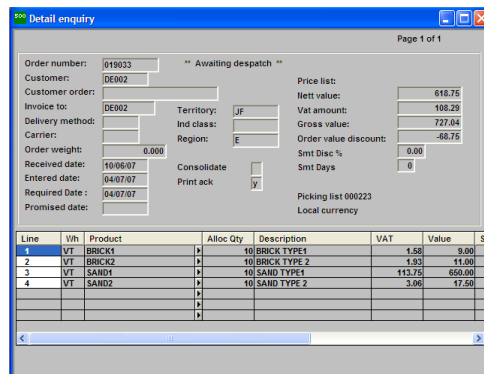 500 Detail enquiry
Page 1 of 1
Order number: 019033 ** Awaiting despatch **
Customer: DE002 Price list:
Customer order: Nett value: 618.75
Invoice to: DE002 Territory: JF Vat amount: 108.29
Delivery method: Ind class: Gross value: 727.04
Carrier: Region: E Order value discount: -68.75
Order weight: 0.000 Smt Disc % 0.00
Received date: 10/06/07 Consolidate Smt Days 0
Entered date: 04/07/07 Print ack y
Required Date : 04/07/07 Picking list 000223
Promised date: Local currency
Line Wh Product Alloc Qty Description VAT Value S
1 VT BRICK1 10 BRICK TYPE1 1.58 9.00
2 VT BRICK2 10 BRICK TYPE 2 1.93 11.00
3 VT SAND1 10 SAND TYPE1 113.75 650.00
4 VT SAND2 10 SAND TYPE 2 3.06 17.50